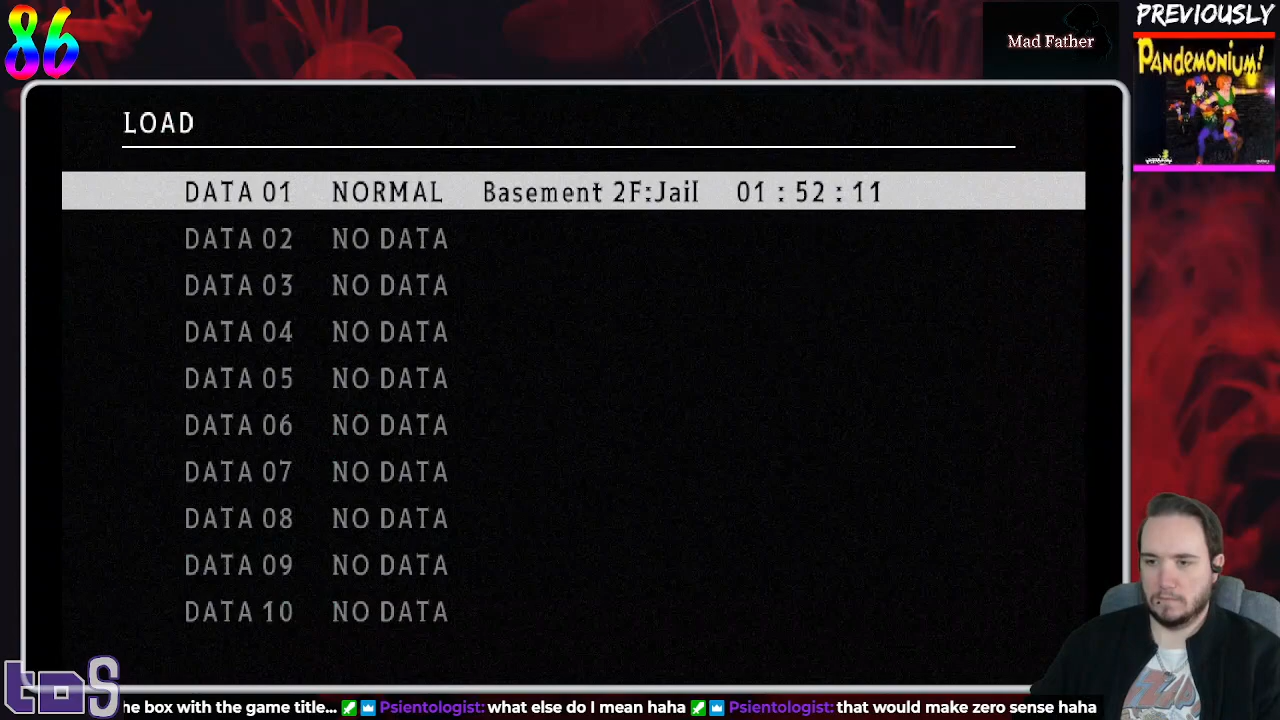 86
Mad Father
PREVIOUSLY
PANDEMONIUM!
LOAD
DATA 01 NORMAL Basement 2F:Jail 01 : 52 : 11
DATA 02 NO DATA
DATA 03 NO DATA
DATA 04 NO DATA
DATA 05 NO DATA
DATA 06 NO DATA
DATA 07 NO DATA
DATA 08 NO DATA
DATA 09 NO DATA
DATA 10 NO DATA
tDS
he box with the game title... Psientologist: what else do I mean haha Psientologist: that would make zero sense haha